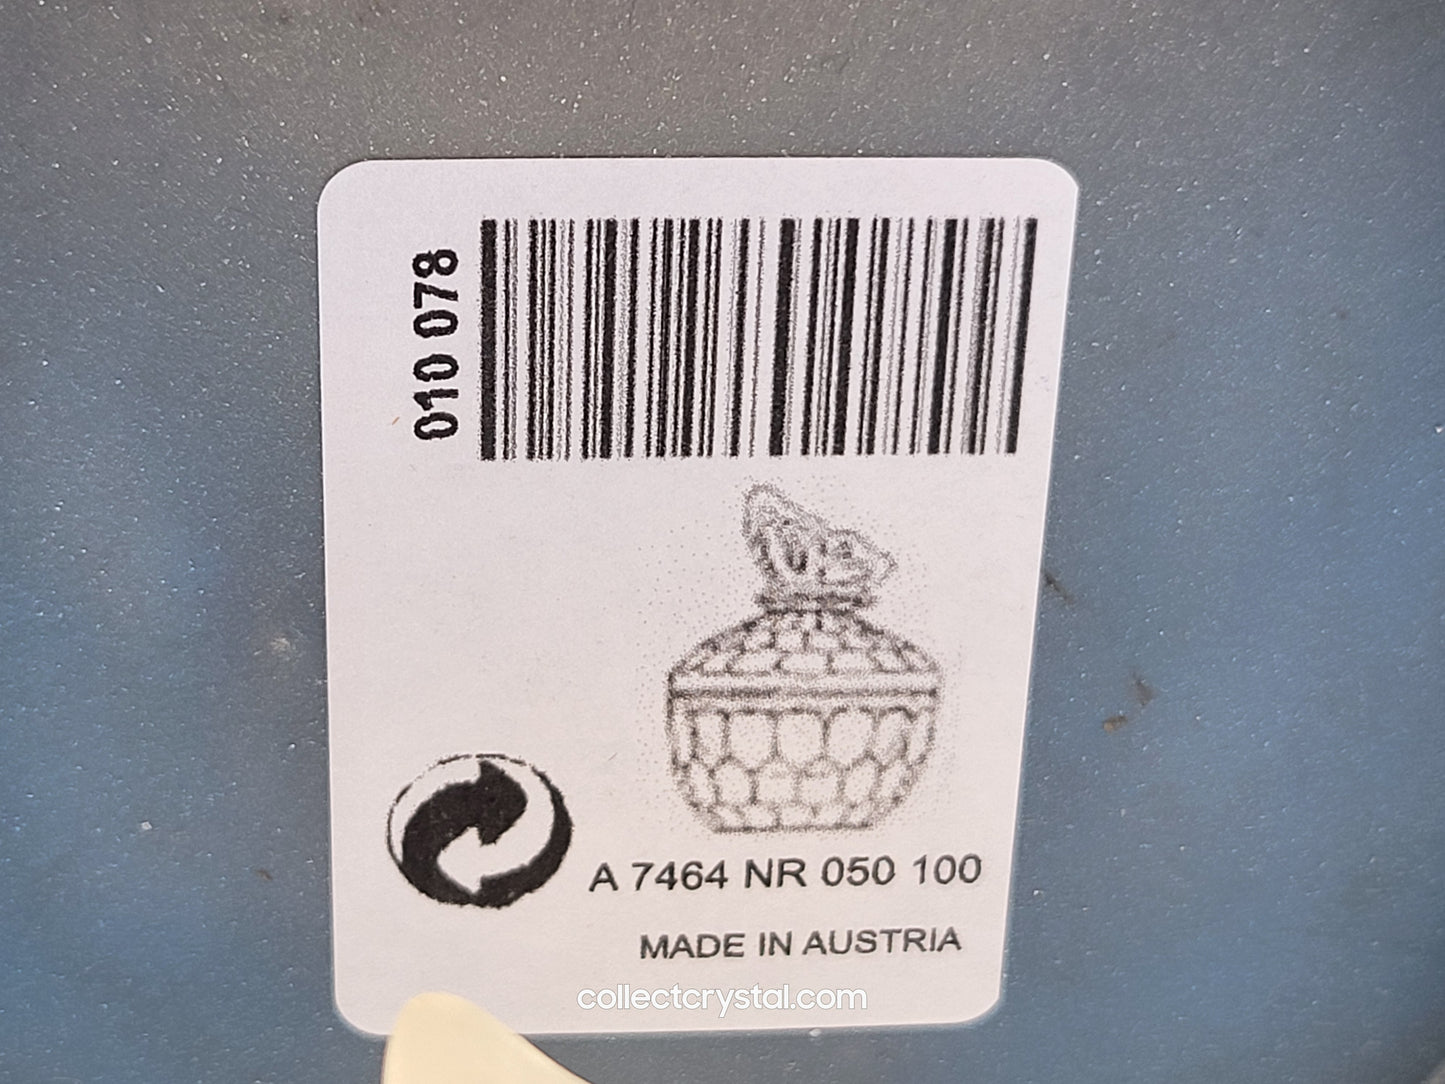 010 078
A 7464 NR 050 100
MADE IN AUSTRIA
collectcrystal.com